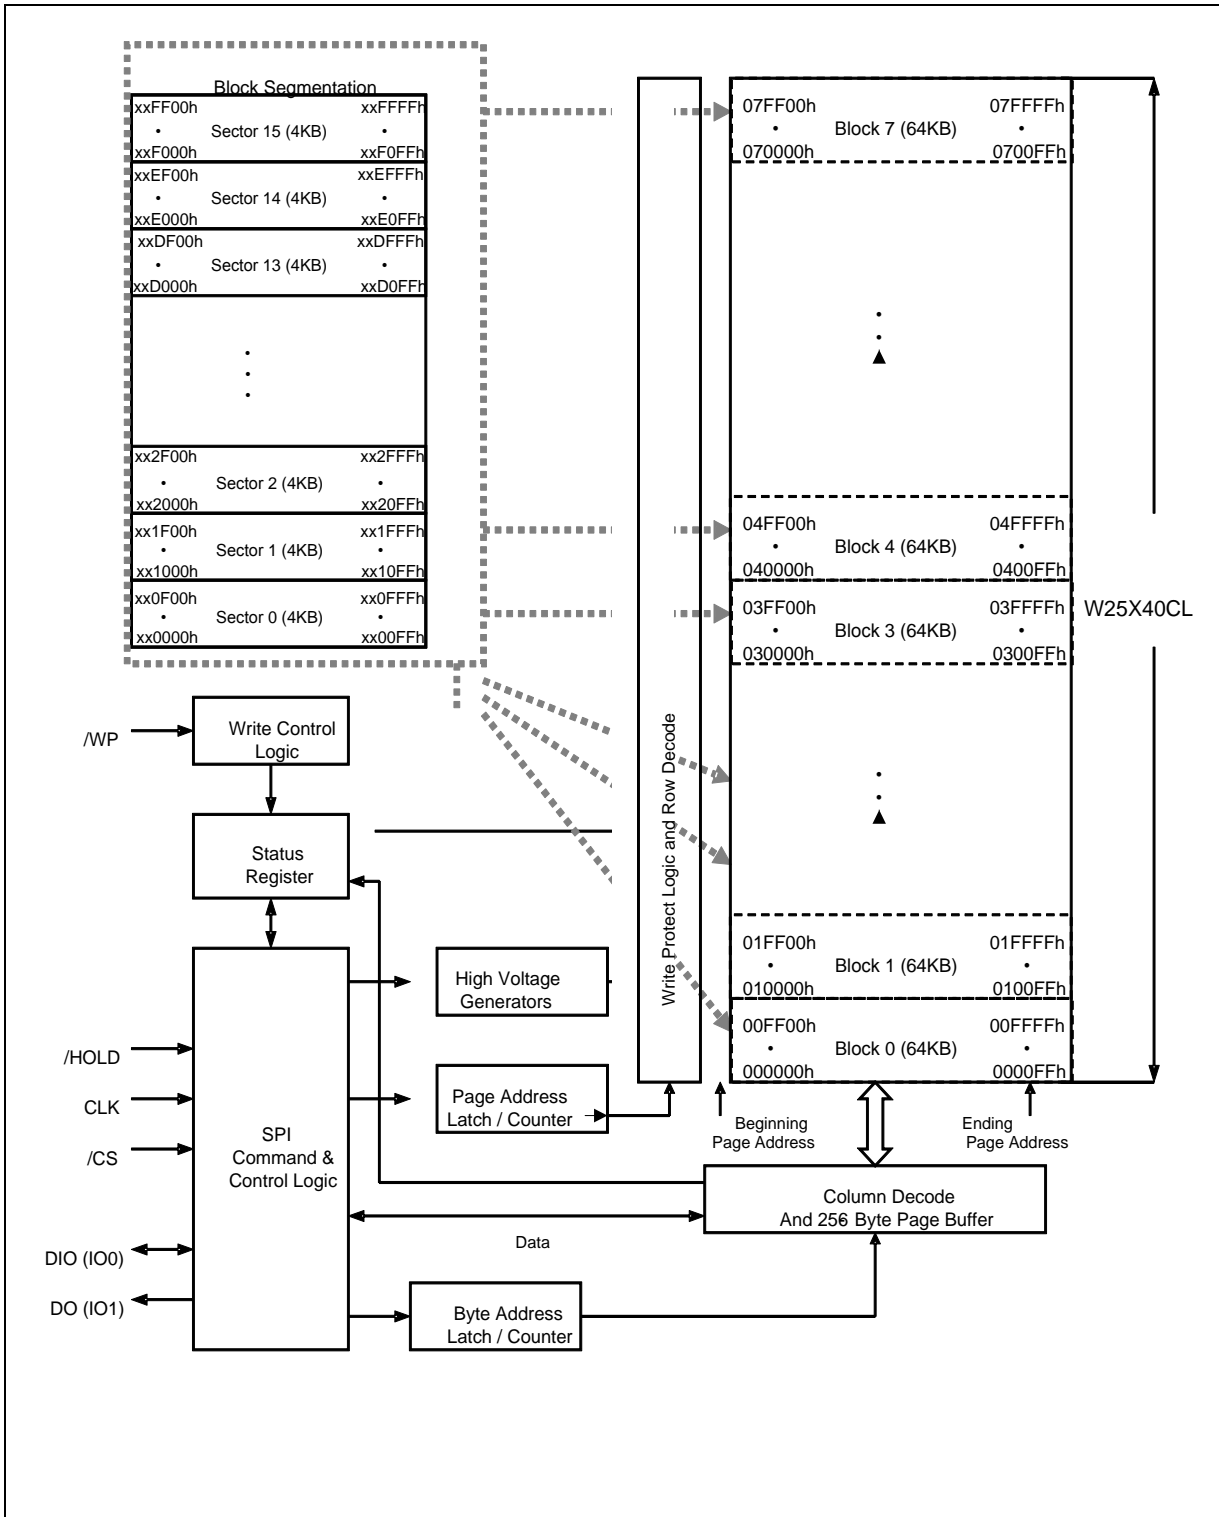 Block Segmentation
xxFF00h xxFFFFh
Sector 15 (4KB)
xxF000h xxF0FFh
xxEF00h xxEFFFh
Sector 14 (4KB)
xxE000h xxE0FFh
xxDF00h xxDFFFh
Sector 13 (4KB)
xxD000h xxD0FFh
xx2F00h xx2FFFh
Sector 2 (4KB)
xx2000h xx20FFh
xx1F00h xx1FFFh
Sector 1 (4KB)
xx1000h xx10FFh
xx0F00h xx0FFFh
Sector 0 (4KB)
xx0000h xx00FFh
Write Protect Logic and Row Decode
07FF00h 07FFFFh
Block 7 (64KB)
070000h 0700FFh
04FF00h 04FFFFh
Block 4 (64KB)
040000h 0400FFh
03FF00h 03FFFFh
Block 3 (64KB)
030000h 0300FFh
01FF00h 01FFFFh
Block 1 (64KB)
010000h 0100FFh
00FF00h 00FFFFh
Block 0 (64KB)
000000h 0000FFh
W25X40CL
/WP
Write Control
Logic
Status
Register
High Voltage
Generators
/HOLD
CLK
/CS
DIO (IO0)
DO (IO1)
SPI
Command &
Control Logic
Page Address
Latch / Counter
Beginning
Page Address
Ending
Page Address
Column Decode
And 256 Byte Page Buffer
Data
Byte Address
Latch / Counter